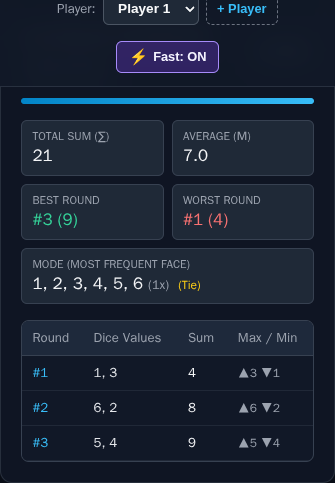 Player: Player 1 + Player
⚡ Fast: ON
TOTAL SUM (∑) AVERAGE (M)
21 7.0
BEST ROUND WORST ROUND
#3 (9) #1 (4)
MODE (MOST FREQUENT FACE)
1, 2, 3, 4, 5, 6 (1x) (Tie)
Round Dice Values Sum Max / Min
#1 1, 3 4 ▲3 ▼1
#2 6, 2 8 ▲6 ▼2
#3 5, 4 9 ▲5 ▼4